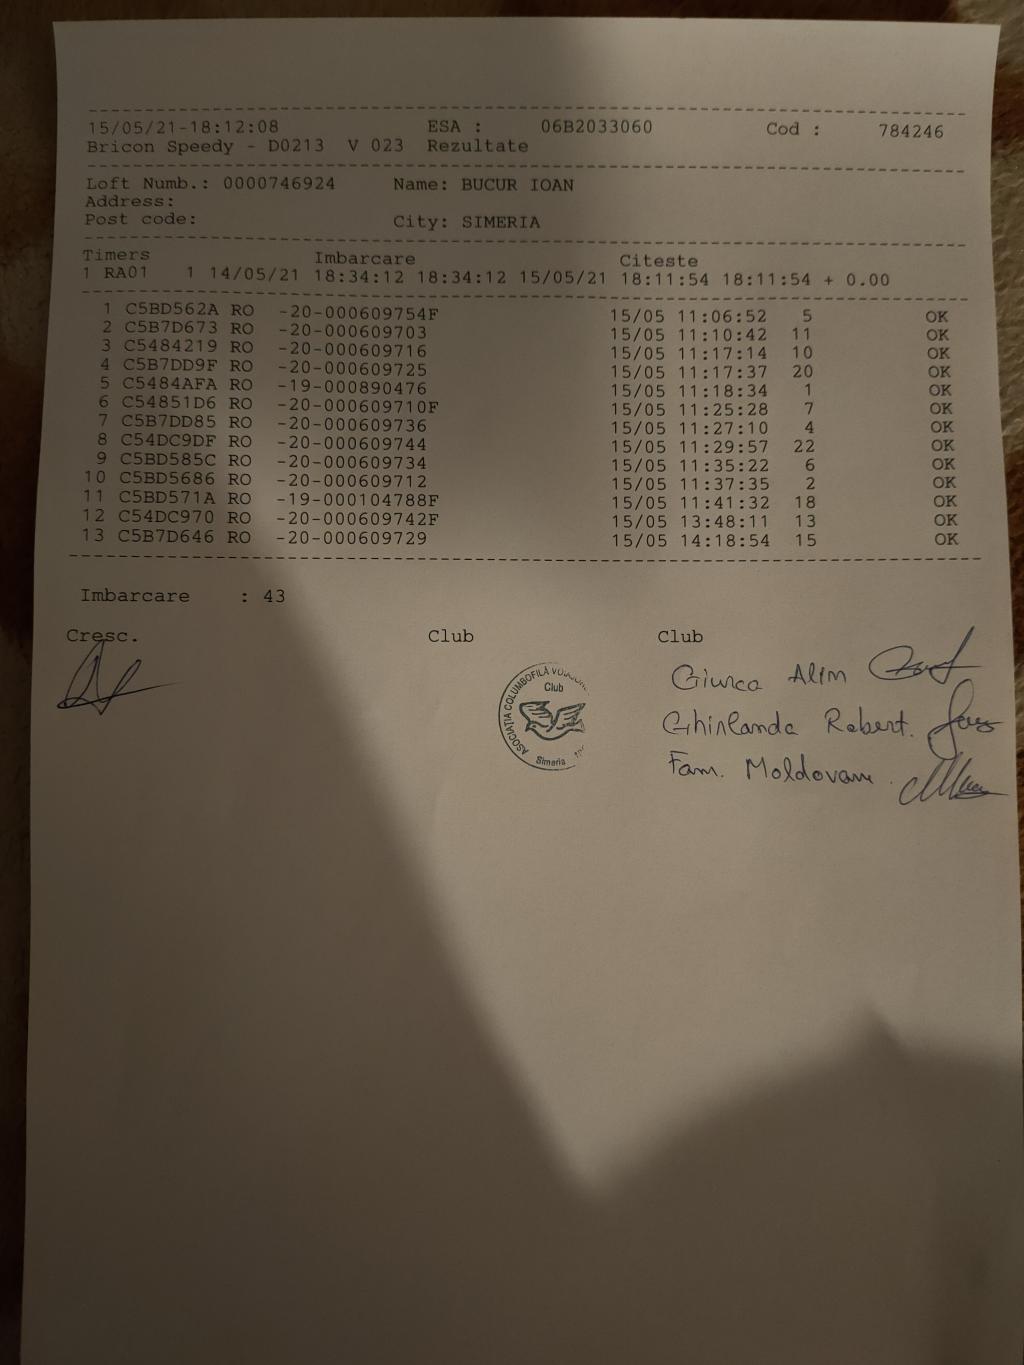 15/05/21-18:12:08 ESA : 06B2033060 Cod : 784246
Bricon Speedy - D0213 V 023 Rezultate
Loft Numb.: 0000746924 Name: BUCUR IOAN
Address:
Post code: City: SIMERIA
Timers Imbarcare Citeste
1 RA01 1 14/05/21 18:34:12 18:34:12 15/05/21 18:11:54 18:11:54 + 0.00
1 C5BD562A RO -20-000609754F 15/05 11:06:52 5 OK
2 C5B7D673 RO -20-000609703 15/05 11:10:42 11 OK
3 C5484219 RO -20-000609716 15/05 11:17:14 10 OK
4 C5B7DD9F RO -20-000609725 15/05 11:17:37 20 OK
5 C5484AFA RO -19-000890476 15/05 11:18:34 1 OK
6 C54851D6 RO -20-000609710F 15/05 11:25:28 7 OK
7 C5B7DD85 RO -20-000609736 15/05 11:27:10 4 OK
8 C54DC9DF RO -20-000609744 15/05 11:29:57 22 OK
9 C5BD585C RO -20-000609734 15/05 11:35:22 6 OK
10 C5BD5686 RO -20-000609712 15/05 11:37:35 2 OK
11 C5BD571A RO -19-000104788F 15/05 11:41:32 18 OK
12 C54DC970 RO -20-000609742F 15/05 13:48:11 13 OK
13 C5B7D646 RO -20-000609729 15/05 14:18:54 15 OK
Imbarcare : 43
Cresc. Club Club
Giurca Alin
Ghirlanda Robert.
Fam. Moldovan
ASOCIATIA COLUMBOFILA
Club
Simeria